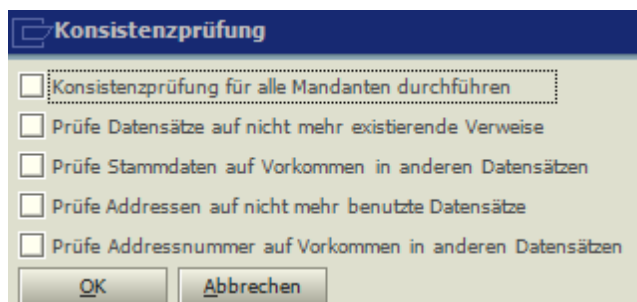 Konsistenzprüfung
Konsistenzprüfung für alle Mandanten durchführen
Prüfe Datensätze auf nicht mehr existierende Verweise
Prüfe Stammdaten auf Vorkommen in anderen Datensätzen
Prüfe Addressen auf nicht mehr benutzte Datensätze
Prüfe Addressnummer auf Vorkommen in anderen Datensätzen
OK Abbrechen